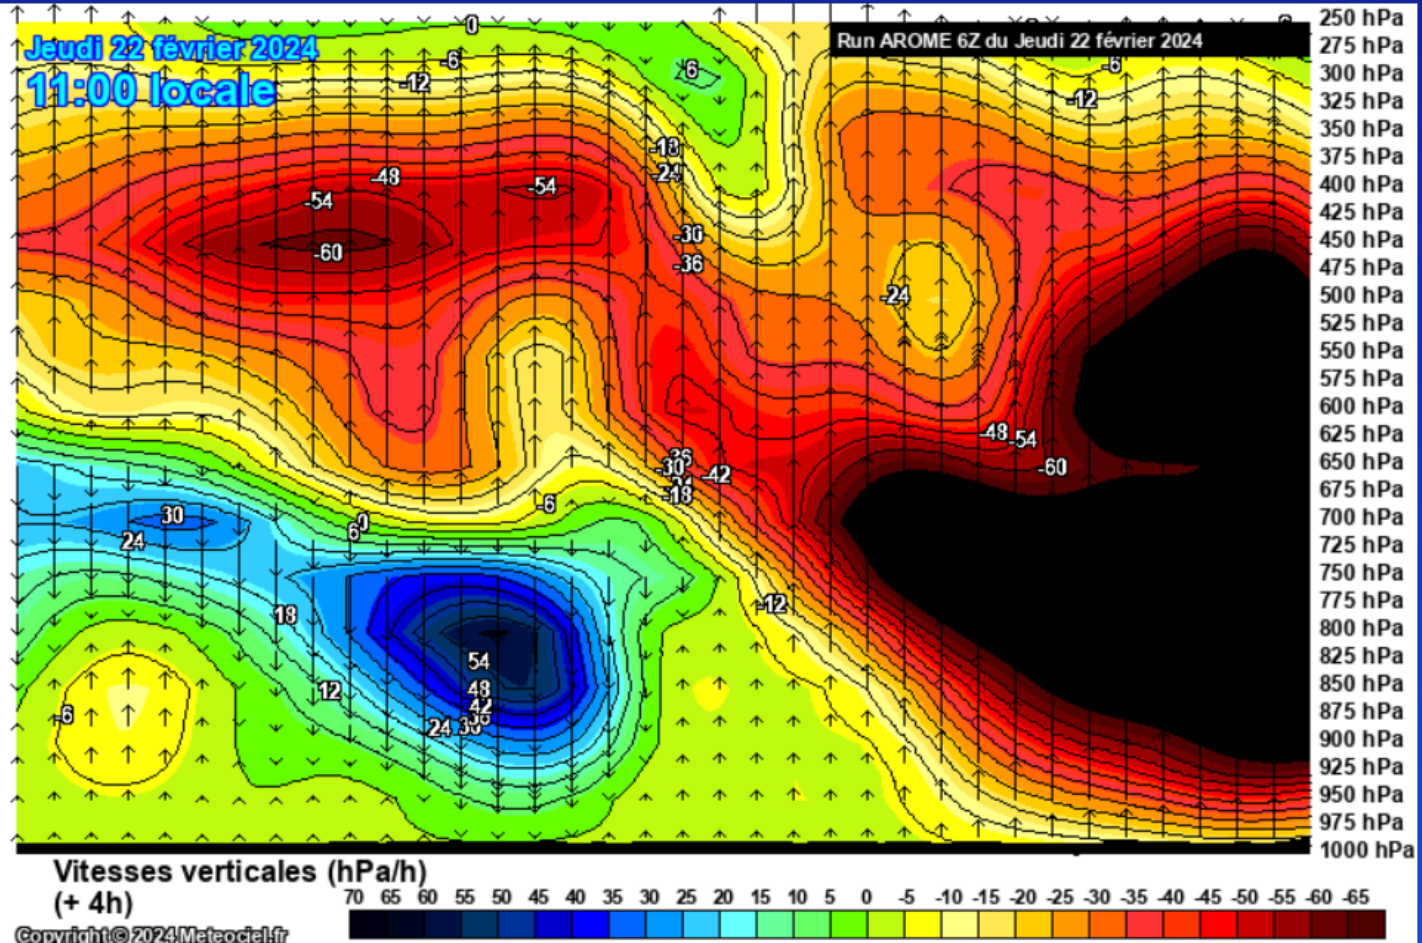 Jeudi 22 février 2024
11:00 locale
Run AROME 6Z du Jeudi 22 février 2024
0
-6
-12
6
-6
-12
-18
-24
-48
-54
-54
-60
-30
-36
-24
-48
-54
-60
36
-30
-42
-18
-6
0
6
30
24
18
-12
12
-6
54
48
42
24
250 hPa
275 hPa
300 hPa
325 hPa
350 hPa
375 hPa
400 hPa
425 hPa
450 hPa
475 hPa
500 hPa
525 hPa
550 hPa
575 hPa
600 hPa
625 hPa
650 hPa
675 hPa
700 hPa
725 hPa
750 hPa
775 hPa
800 hPa
825 hPa
850 hPa
875 hPa
900 hPa
925 hPa
950 hPa
975 hPa
1000 hPa
Vitesses verticales (hPa/h)
(+ 4h)
70 65 60 55 50 45 40 35 30 25 20 15 10 5 0 -5 -10 -15 -20 -25 -30 -35 -40 -45 -50 -55 -60 -65
Copyright © 2024 Meteociel.fr